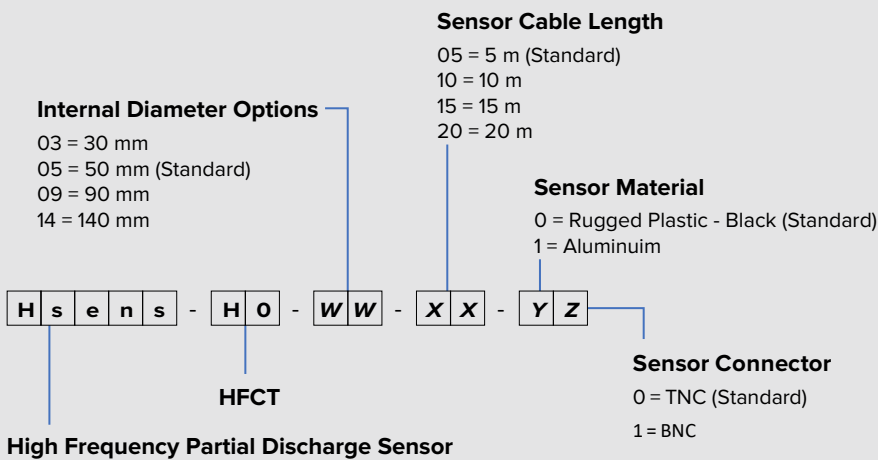 Sensor Cable Length
05 = 5 m (Standard)
10 = 10 m
15 = 15 m
20 = 20 m
Internal Diameter Options
03 = 30 mm
05 = 50 mm (Standard)
09 = 90 mm
14 = 140 mm
Sensor Material
0 = Rugged Plastic - Black (Standard)
1 = Aluminuim
H s e n s - H 0 - W W - X X - Y Z
HFCT
High Frequency Partial Discharge Sensor
Sensor Connector
0 = TNC (Standard)
1 = BNC